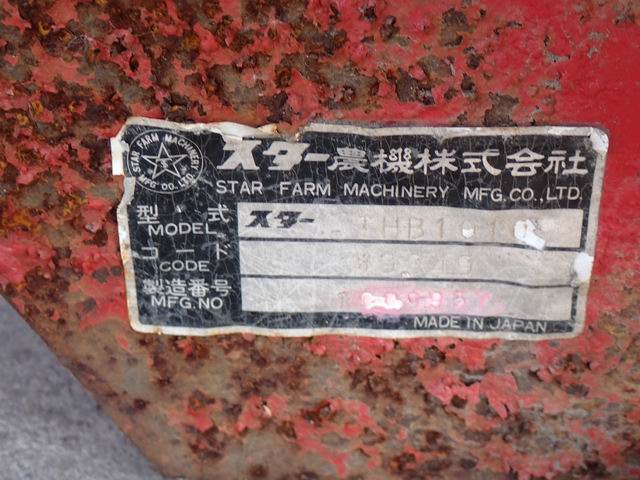 STAR FARM MACHINERY
MFG CO., LTD.
スター農機株式会社
STAR FARM MACHINERY MFG.CO.,LTD.
型式 スター
MODEL
コード
CODE
製造番号
MFG.NO
MADE IN JAPAN